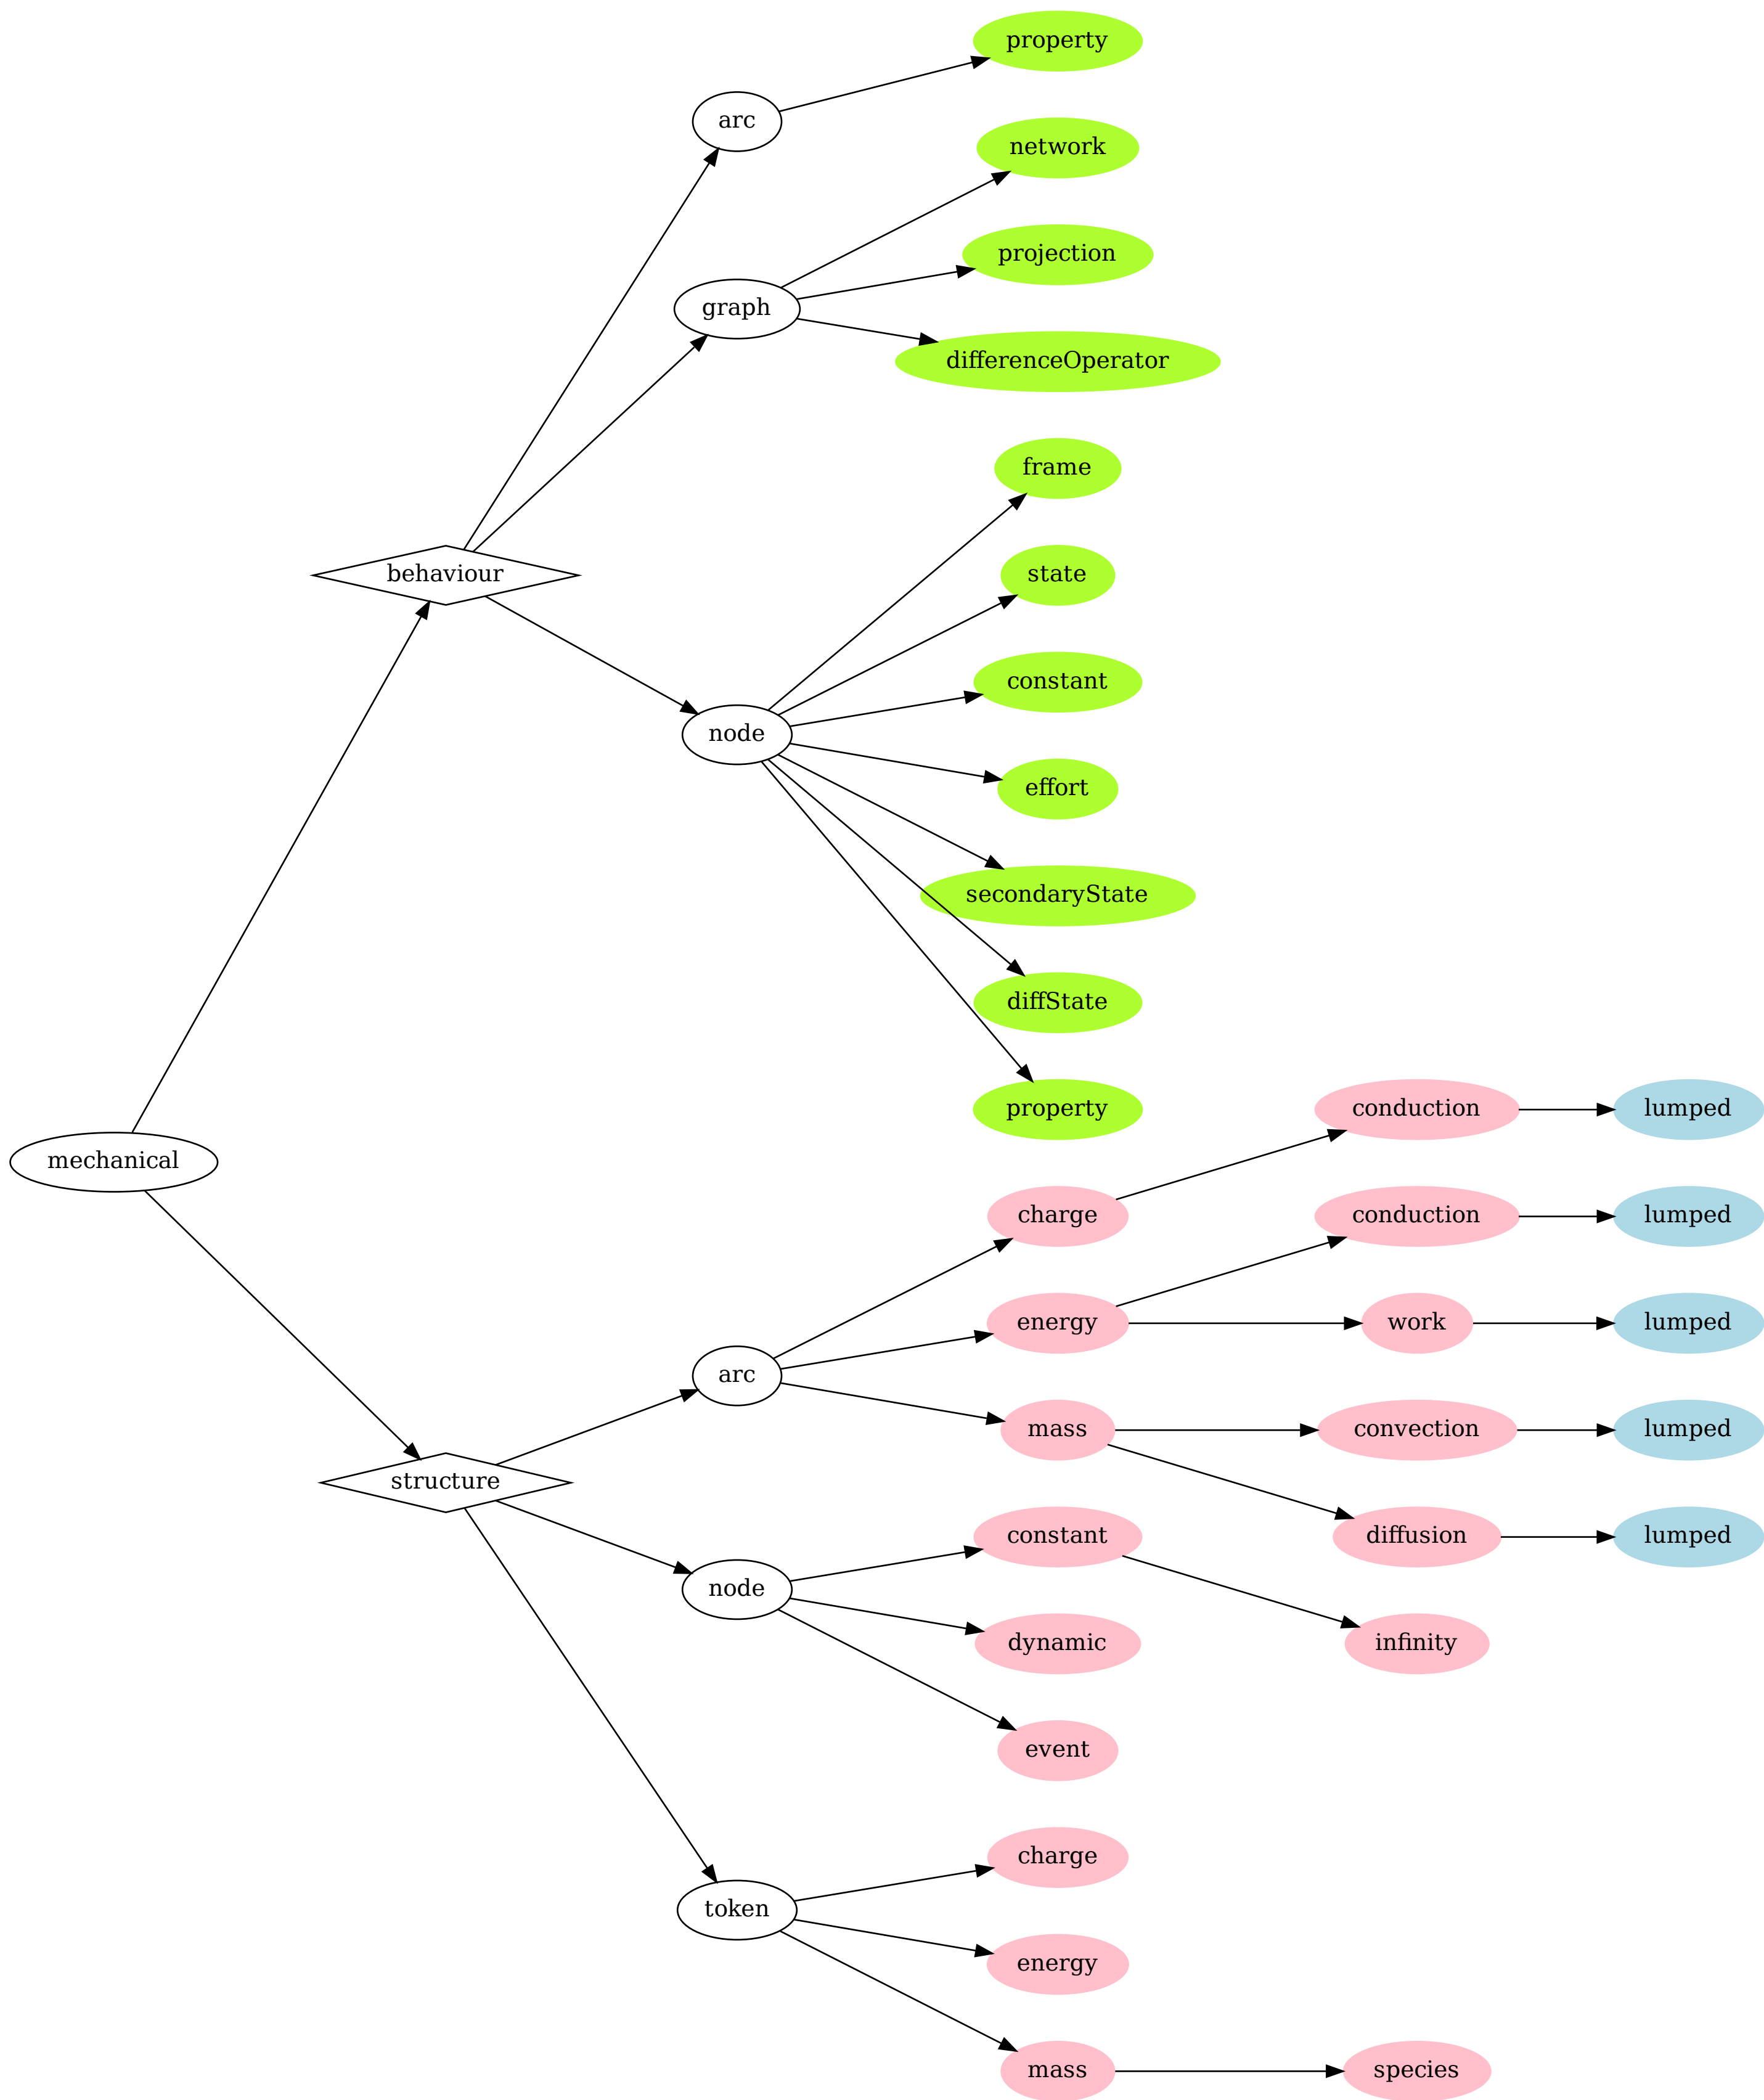 property
arc
network
projection
graph
differenceOperator
frame
behaviour
state
constant
node
effort
secondaryState
diffState
property
conduction
lumped
mechanical
charge
conduction
lumped
energy
work
lumped
arc
mass
convection
lumped
structure
constant
diffusion
lumped
node
dynamic
infinity
event
charge
token
energy
mass
species